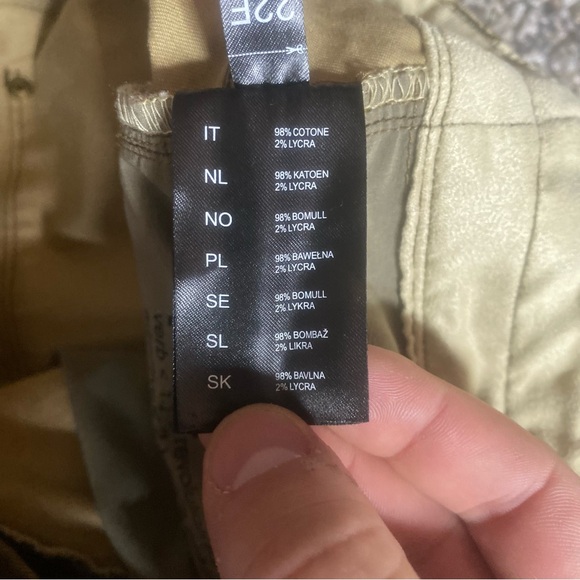 22E
IT 98% COTONE
2% LYCRA
NL 98% KATOEN
2% LYCRA
NO 98% BOMULL
2% LYCRA
PL 98% BAWEŁNA
2% LYCRA
SE 98% BOMULL
2% LYKRA
SL 98% BOMBAŽ
2% LIKRA
SK 98% BAVLNA
2% LYCRA